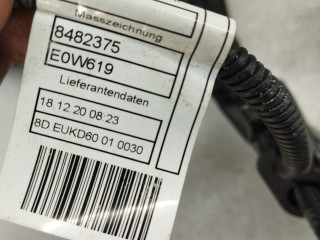 Masszeichnung
8482375
E0W619
Lieferantendaten
18.12.20 08:23
8D EUKD60 01 0030